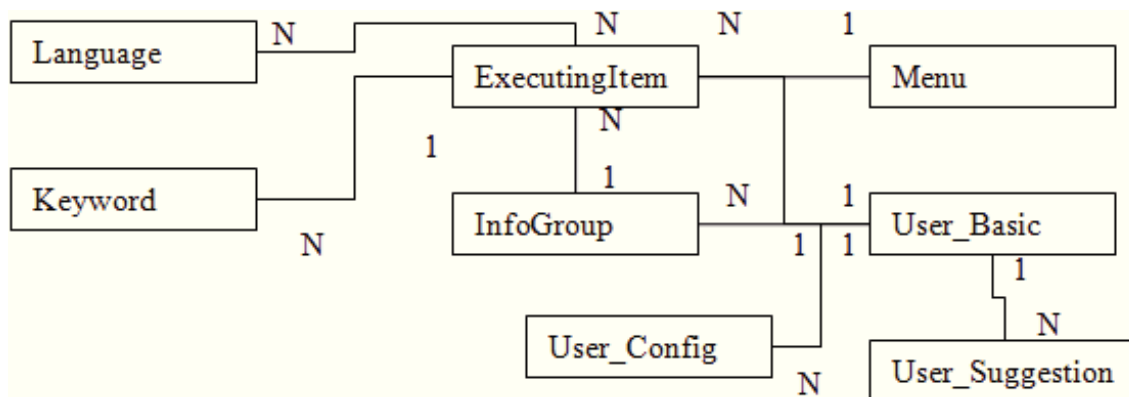 N N N 1
Language ExecutingItem Menu
N
1
Keyword 1 N 1
InfoGroup User_Basic
N 1 1
1
User_Config N
N User_Suggestion